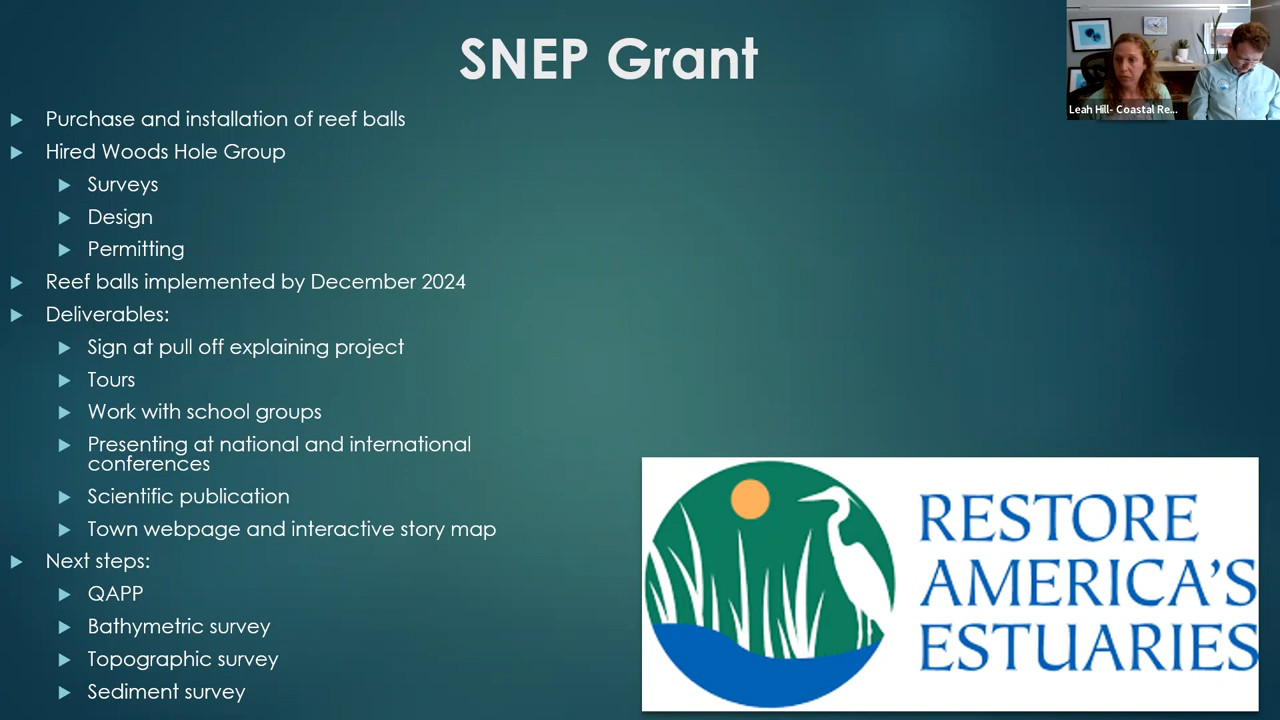 SNEP Grant
Leah Hill- Coastal Re...
Purchase and installation of reef balls
Hired Woods Hole Group
Surveys
Design
Permitting
Reef balls implemented by December 2024
Deliverables:
Sign at pull off explaining project
Tours
Work with school groups
Presenting at national and international
conferences
Scientific publication
Town webpage and interactive story map
Next steps:
QAPP
Bathymetric survey
Topographic survey
Sediment survey
RESTORE
AMERICA'S
ESTUARIES